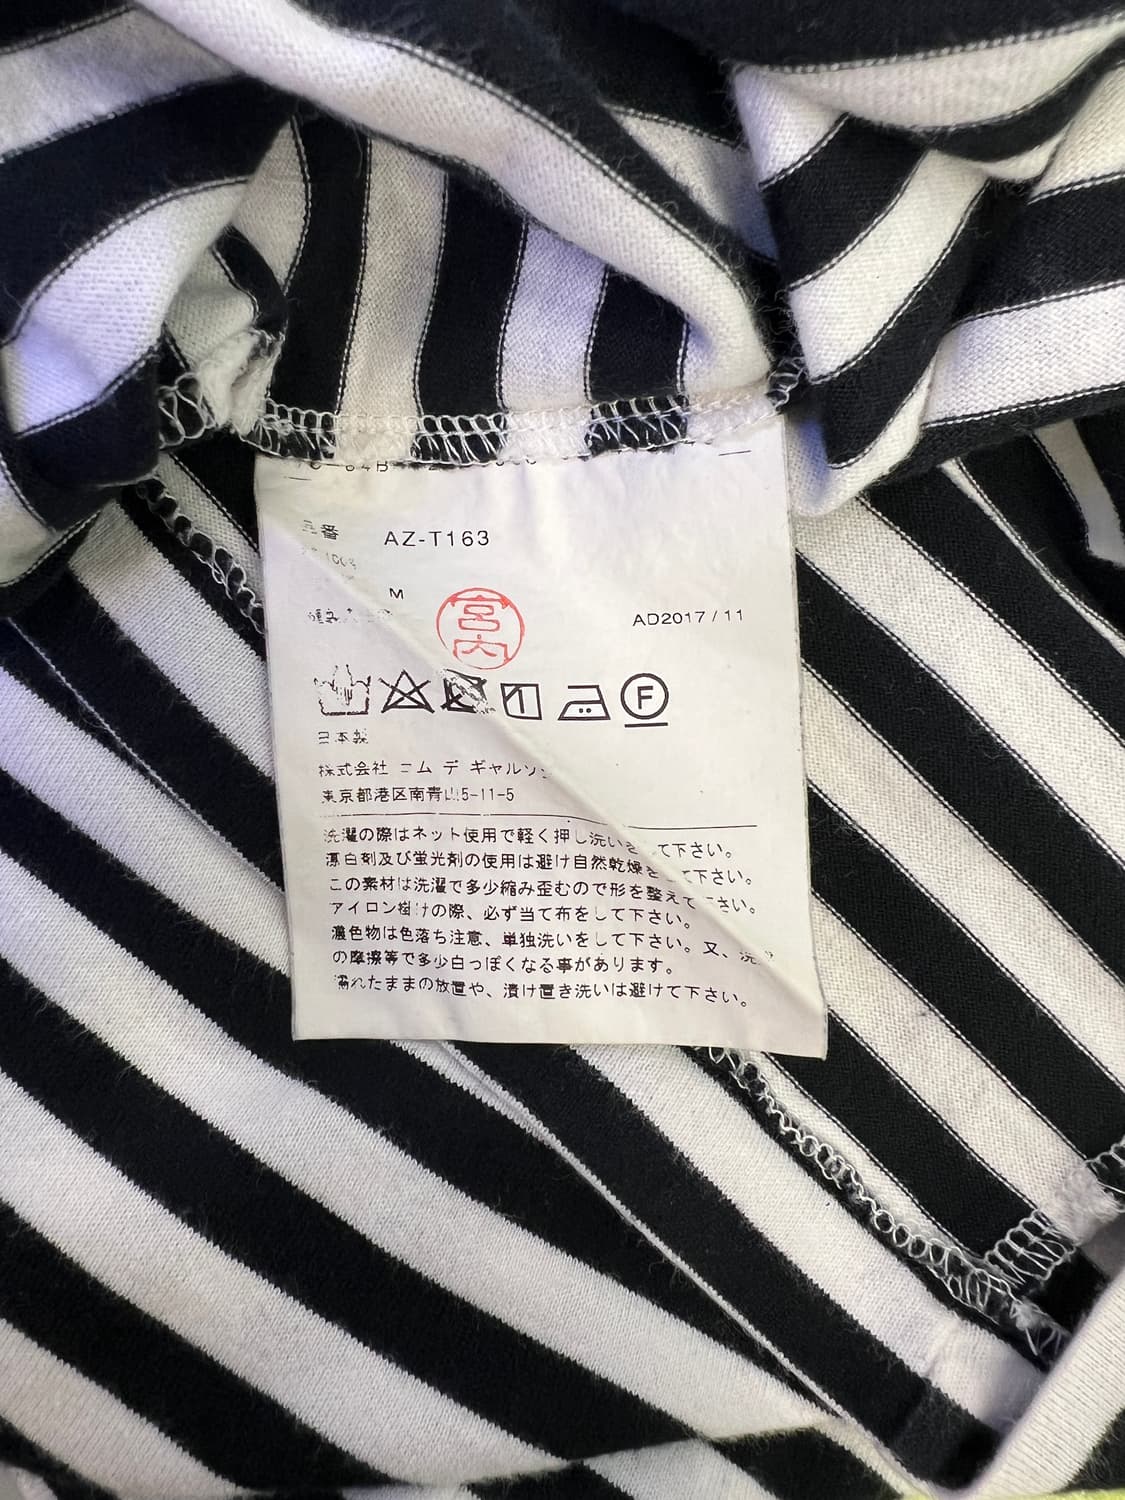 品番 AZ-T163
M
宮内
AD2017/11
F
日本製
株式会社 コム デ ギャルソン
東京都港区南青山5-11-5
洗濯の際はネット使用で軽く押し洗いをして下さい。
漂白剤及び蛍光剤の使用は避け自然乾燥をして下さい。
この素材は洗濯で多少縮み歪むので形を整えて下さい。
アイロン掛けの際、必ず当て布をして下さい。
濃色物は色落ち注意、単独洗いをして下さい。又、洗濯
の摩擦等で多少白っぽくなる事があります。
濡れたままの放置や、漬け置き洗いは避けて下さい。